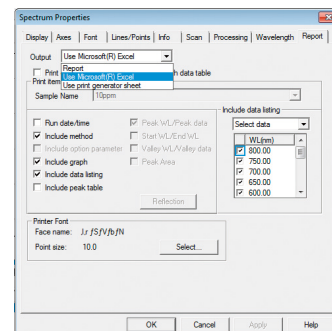 Spectrum Properties
Display Axes Font Lines/Points Info Scan Processing Wavelength Report
Output Use Microsoft(R) Excel
Report
Use Microsoft(R) Excel
Use print generator sheet
Print
h data table
Print item
Sample Name 10ppm
Include data listing
Select data
Run date/time
Include method
Include option parameter
Include graph
Include data listing
Include peak table
Peak WL/Peak data
Start WL/End WL
Valley WL/Valley data
Peak Area
Reflection
WL(nm)
800.00
750.00
700.00
650.00
600.00
Printer Font
Face name:
Point size: 10.0 Select...
OK Cancel Apply Help